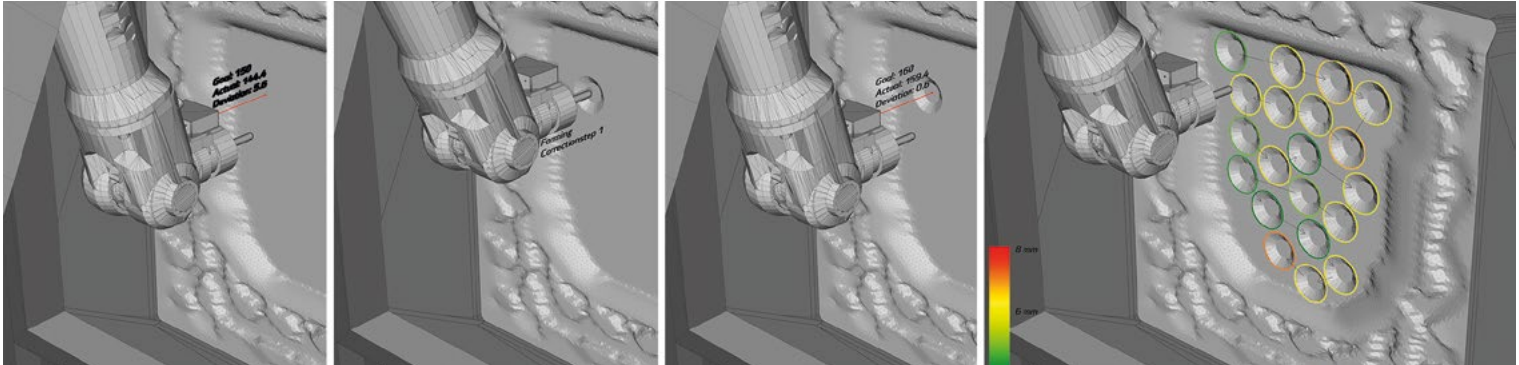 Goal: 150
Actual: 144.4
Deviation: 5.6
Forming
Correctionstep 1
Goal: 160
Actual: 159.4
Deviation: 0.6
8 mm
6 mm